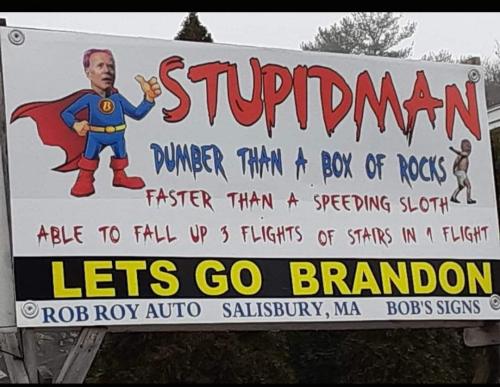 STUPIDMAN
B
DUMBER THAN A BOX OF ROCKS
FASTER THAN A SPEEDING SLOTH
ABLE TO FALL UP 3 FLIGHTS OF STAIRS IN 1 FLIGHT
LETS GO BRANDON
ROB ROY AUTO SALISBURY, MA BOB'S SIGNS